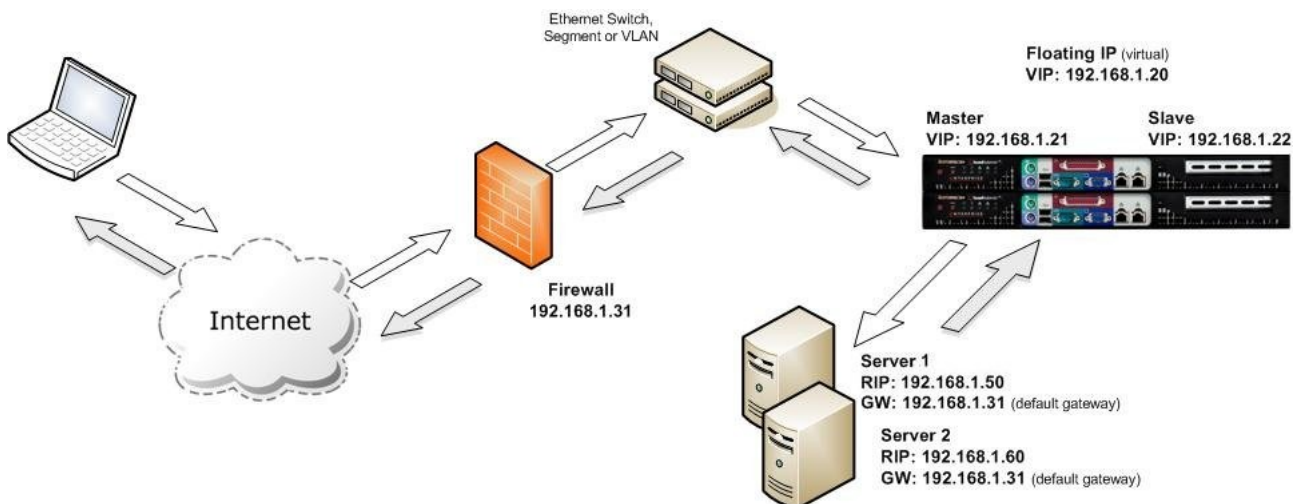 Ethernet Switch,
Segment or VLAN
Floating IP (virtual)
VIP: 192.168.1.20
Master
VIP: 192.168.1.21
Slave
VIP: 192.168.1.22
Firewall
192.168.1.31
Internet
Server 1
RIP: 192.168.1.50
GW: 192.168.1.31 (default gateway)
Server 2
RIP: 192.168.1.60
GW: 192.168.1.31 (default gateway)